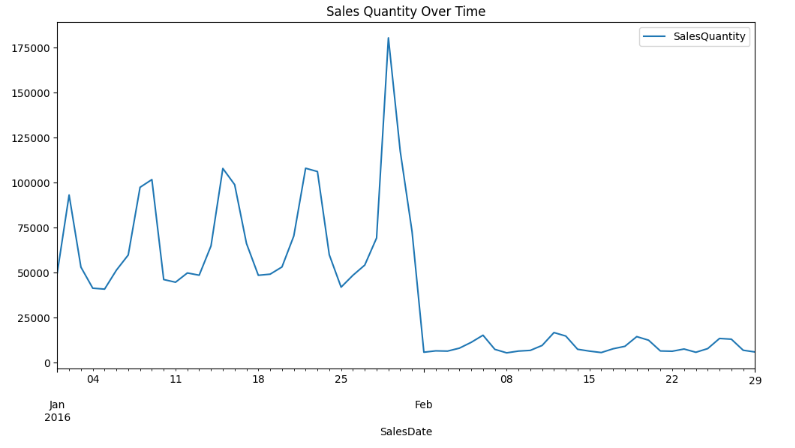 Sales Quantity Over Time
SalesQuantity
175000
150000
125000
100000
75000
50000
25000
0
04 11 18 25 08 15 22 29
Jan Feb
2016
SalesDate